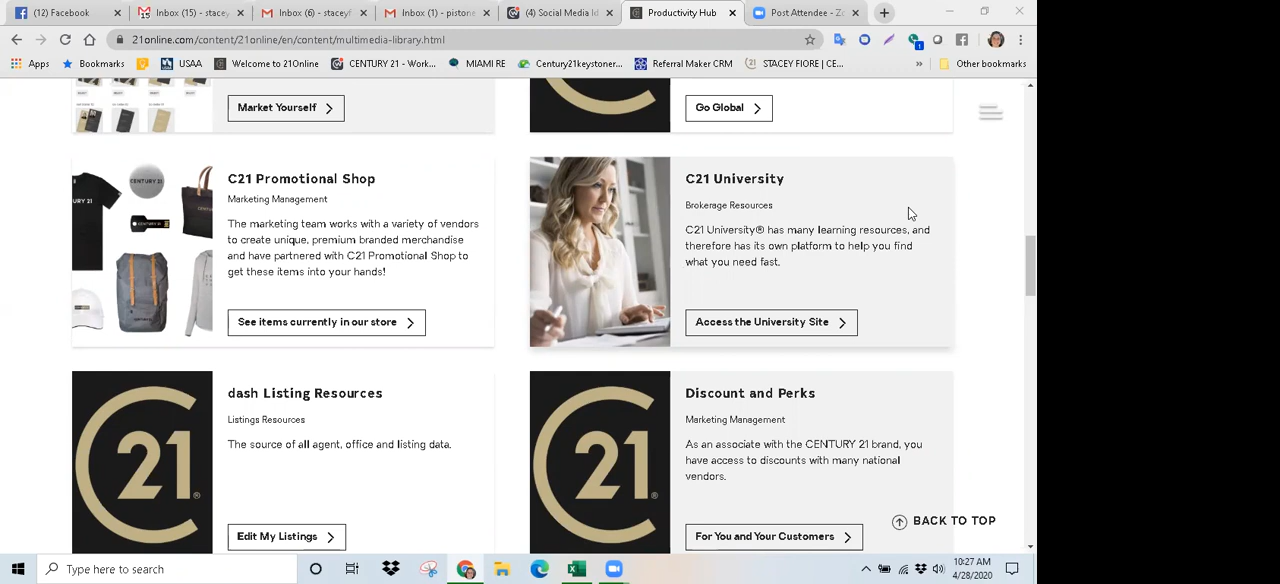 (12) Facebook
Inbox (15) - stacey
Inbox (6) - staceyf
Inbox (1) - pistone
(4) Social Media Id
Productivity Hub
Post Attendee - Zo
21online.com/content/21online/en/content/multimedia-library.html
Apps
Bookmarks
USAA
Welcome to 21Online
CENTURY 21 - Work...
MIAMI RE
Century21keystoner...
Referral Maker CRM
STACEY FIORE | CE...
Other bookmarks
Market Yourself
Go Global
C21 Promotional Shop
Marketing Management
The marketing team works with a variety of vendors
to create unique, premium branded merchandise
and have partnered with C21 Promotional Shop to
get these items into your hands!
See items currently in our store
CENTURY 21
C21 University
Brokerage Resources
C21 University® has many learning resources, and
therefore has its own platform to help you find
what you need fast.
Access the University Site
21®
dash Listing Resources
Listings Resources
The source of all agent, office and listing data.
Edit My Listings
21®
Discount and Perks
Marketing Management
As an associate with the CENTURY 21 brand, you
have access to discounts with many national
vendors.
For You and Your Customers
BACK TO TOP
Type here to search
10:27 AM
4/28/2020